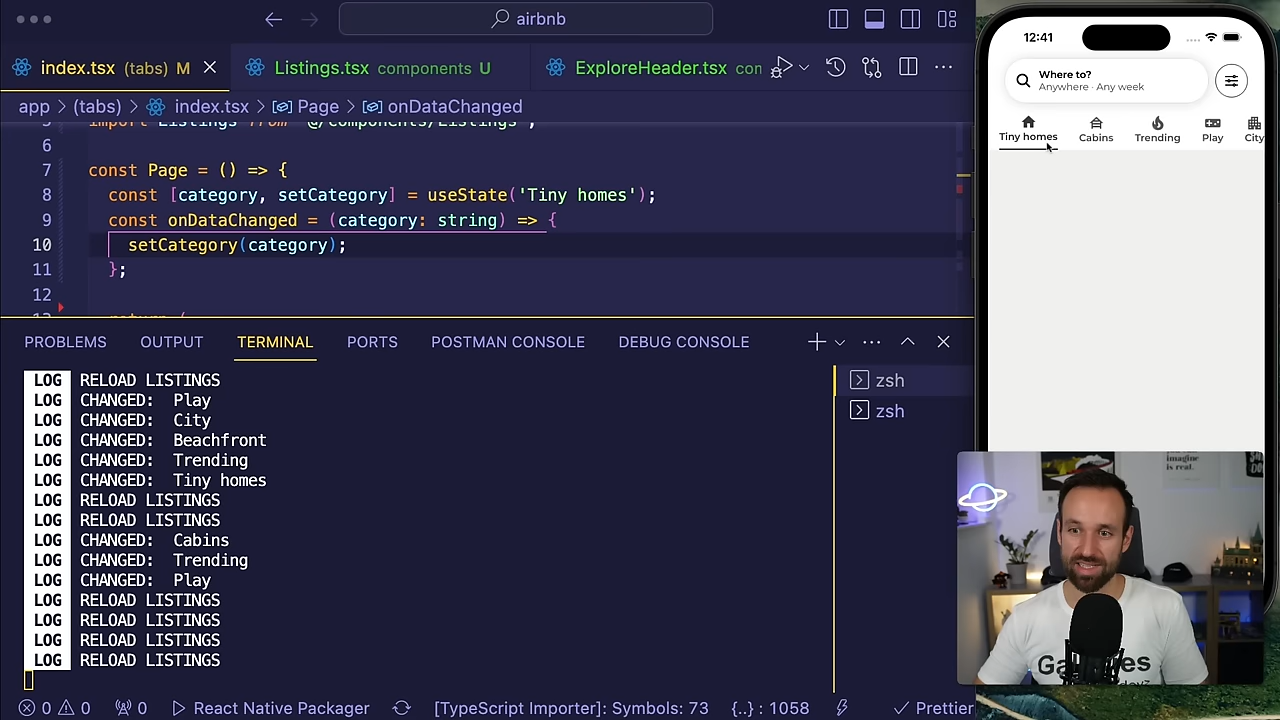 airbnb
index.tsx (tabs) M
Listings.tsx components U
ExploreHeader.tsx con
app > (tabs) > index.tsx > Page > onDataChanged
6
7 const Page = () => {
8 const [category, setCategory] = useState('Tiny homes');
9 const onDataChanged = (category: string) => {
10 setCategory(category);
11 };
12
PROBLEMS OUTPUT TERMINAL PORTS POSTMAN CONSOLE DEBUG CONSOLE
LOG RELOAD LISTINGS
LOG CHANGED: Play
LOG CHANGED: City
LOG CHANGED: Beachfront
LOG CHANGED: Trending
LOG CHANGED: Tiny homes
LOG RELOAD LISTINGS
LOG RELOAD LISTINGS
LOG CHANGED: Cabins
LOG CHANGED: Trending
LOG CHANGED: Play
LOG RELOAD LISTINGS
LOG RELOAD LISTINGS
LOG RELOAD LISTINGS
LOG RELOAD LISTINGS
zsh
zsh
0 0 0 React Native Packager [TypeScript Importer]: Symbols: 73 {..} : 1058 Prettier
12:41
Where to?
Anywhere · Any week
Tiny homes Cabins Trending Play City
imagine
is real.